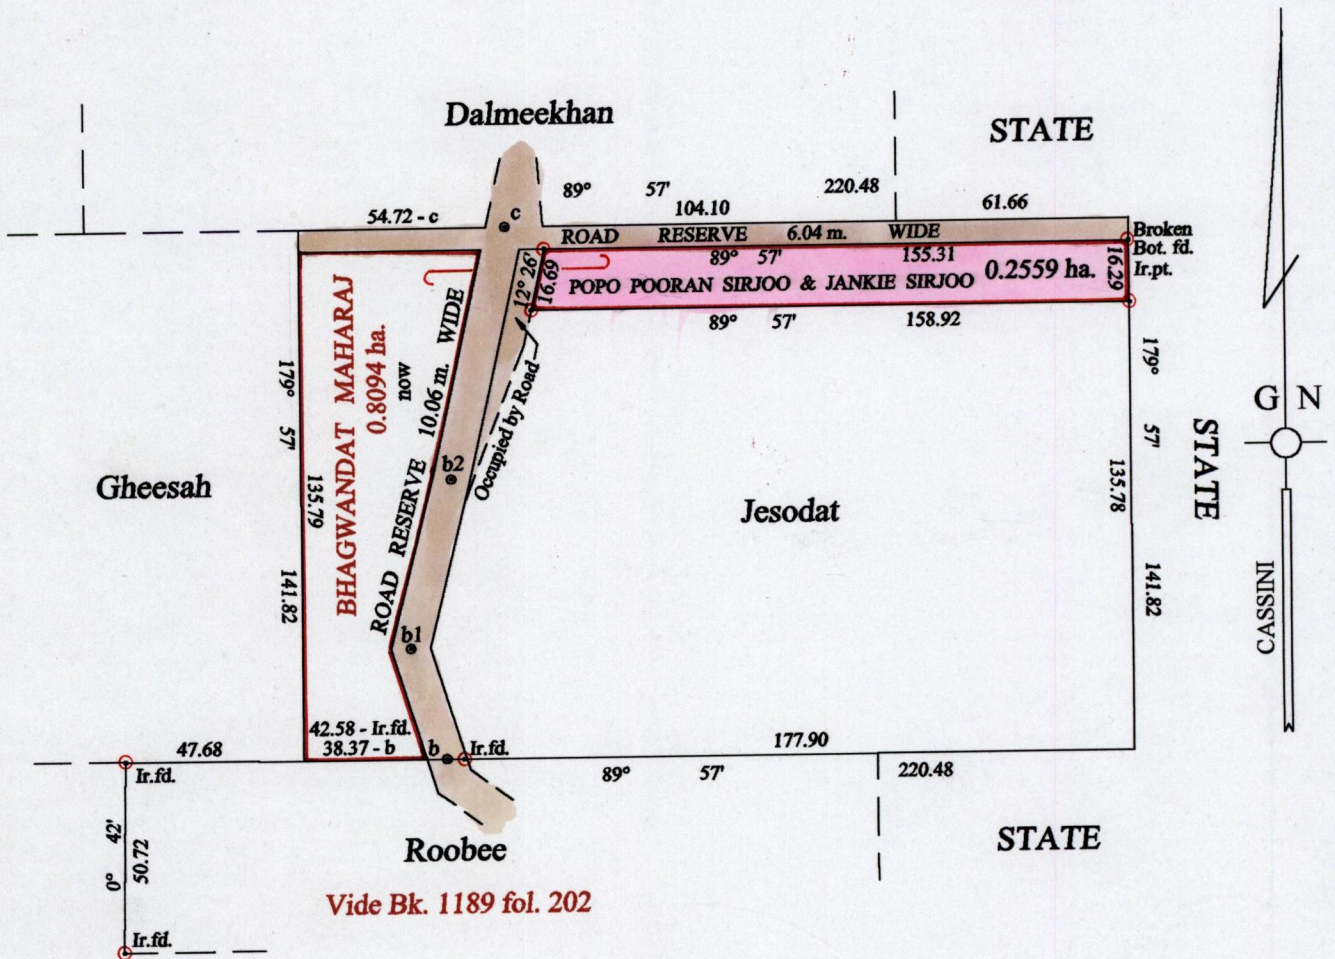 Dalmeekhan
STATE
89° 57' 220.48
54.72 - c
c
104.10
61.66
ROAD RESERVE 6.04 m. WIDE
Broken
Bot. fd.
Ir.pt.
89° 57' 155.31
POPO POORAN SIRJOO & JANKIE SIRJOO 0.2559 ha.
16.29
12° 26'
16.69
89° 57' 158.92
BHAGWANDAT MAHARAJ
0.8094 ha.
now
ROAD RESERVE 10.06 m. WIDE
Occupied by Road
179° 57'
135.79
141.82
179° 57'
135.78
141.82
G N
STATE
CASSINI
Gheesah
b2
Jesodat
b1
42.58 - Ir.fd.
38.37 - b
b
Ir.fd.
47.68
Ir.fd.
177.90
89° 57' 220.48
0° 42'
50.72
Roobee
STATE
Vide Bk. 1189 fol. 202
Ir.fd.